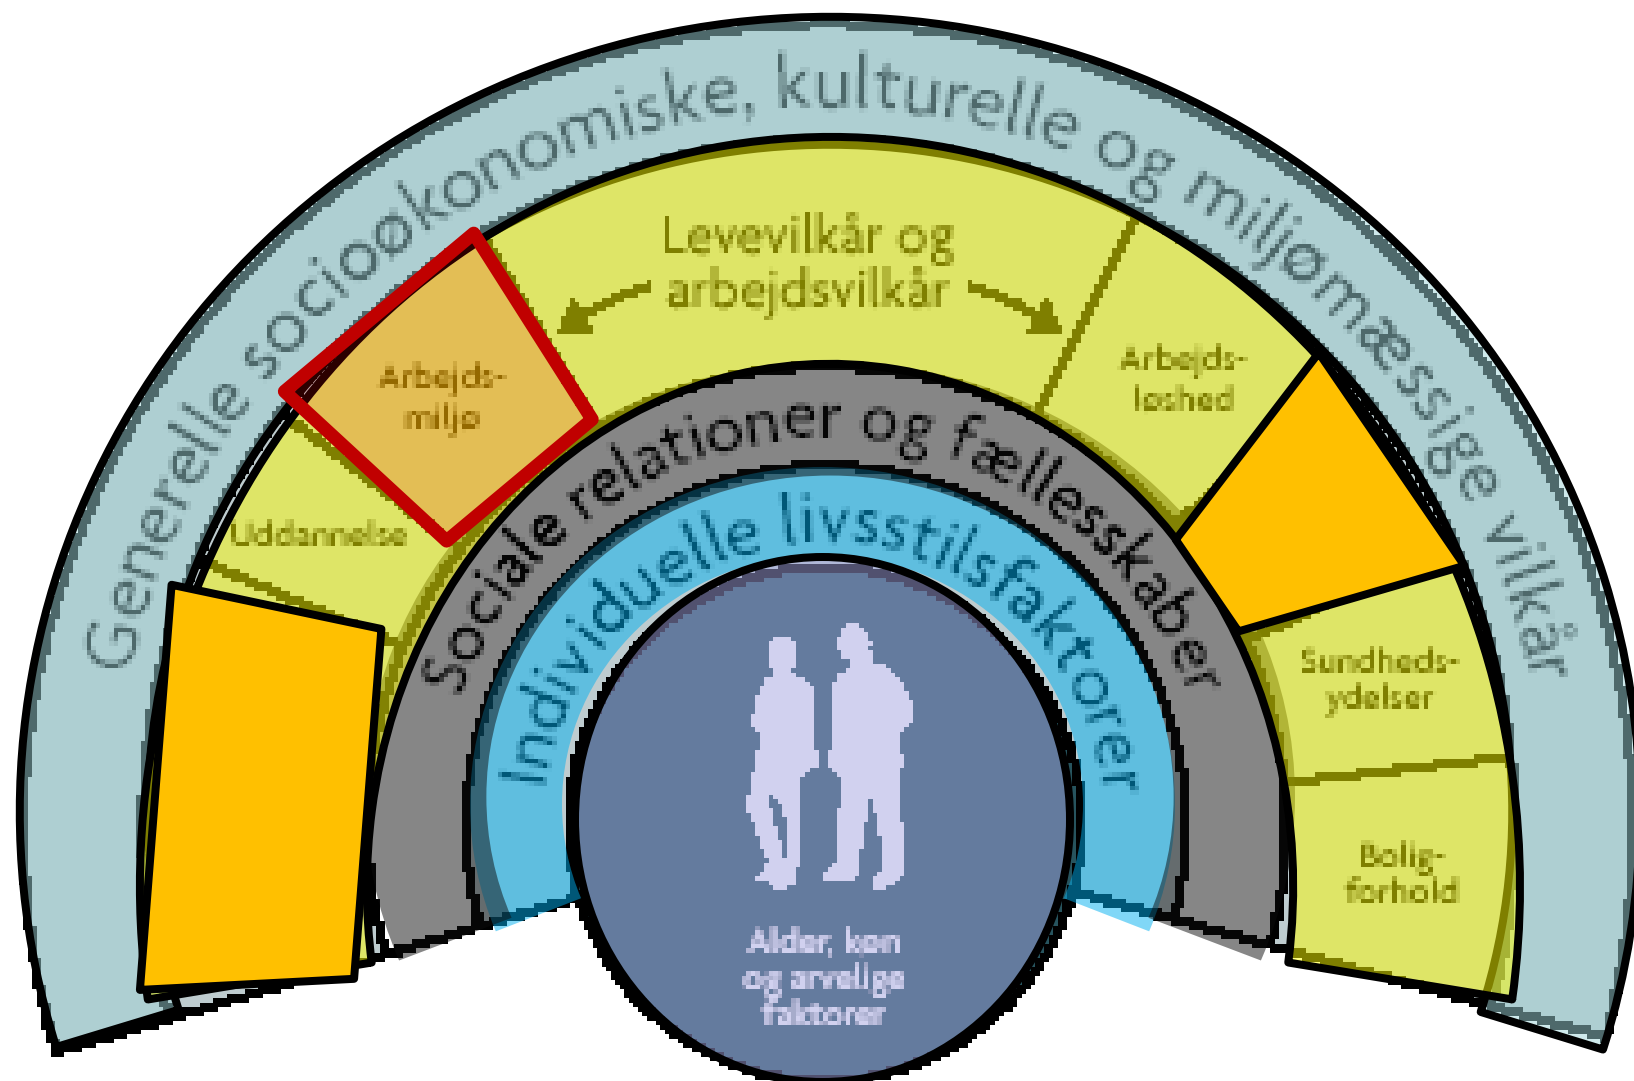 Generelle socioøkonomiske, kulturelle og miljømæssige vilkår
Levevilkår og
arbejdsvilkår
Arbejds-
miljø
Uddannelse
Arbejds-
løshed
Sundheds-
ydelser
Bolig-
forhold
Sociale relationer og fællesskaber
Individuelle livsstilsfaktorer
Alder, køn
og arvelige
faktorer